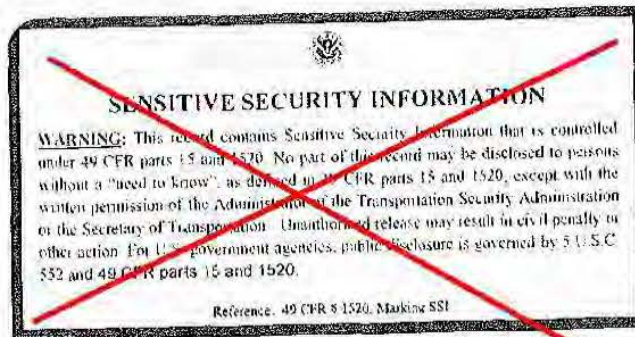 SENSITIVE SECURITY INFORMATION
WARNING: This record contains Sensitive Security Information that is controlled
under 49 CFR parts 15 and 1520. No part of this record may be disclosed to persons
without a "need to know", as defined in 49 CFR parts 15 and 1520, except with the
written permission of the Administrator of the Transportation Security Administration
or the Secretary of Transportation. Unauthorized release may result in civil penalty or
other action. For U.S. government agencies, public disclosure is governed by 5 U.S.C.
552 and 49 CFR parts 15 and 1520.
Reference. 49 CFR § 1520, Marking SSI